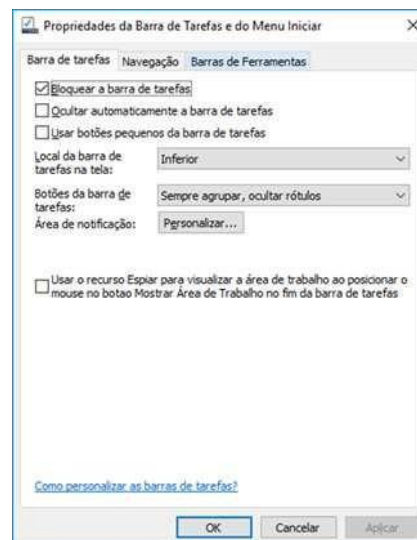 Propriedades da Barra de Tarefas e do Menu Iniciar
Barra de tarefas Navegação Barras de Ferramentas
Bloquear a barra de tarefas
Ocultar automaticamente a barra de tarefas
Usar botões pequenos da barra de tarefas
Local da barra de
tarefas na tela:
Inferior
Botões da barra de
tarefas:
Sempre agrupar, ocultar rótulos
Área de notificação:
Personalizar...
Usar o recurso Espiar para visualizar a área de trabalho ao posicionar o
mouse no botao Mostrar Área de Trabalho no fim da barra de tarefas
Como personalizar as barras de tarefas?
OK Cancelar Aplicar